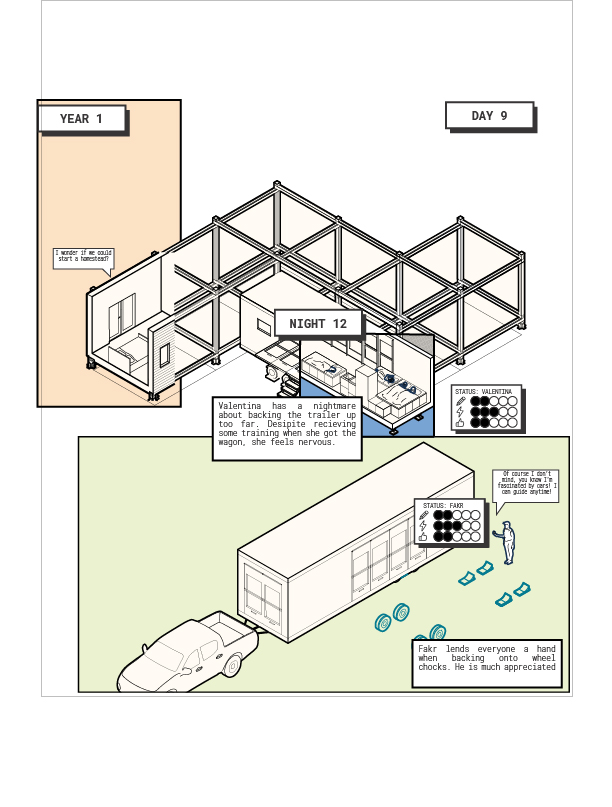 YEAR 1
DAY 9
I wonder if we could
start a homestead?
NIGHT 12
STATUS: VALENTINA
Valentina has a nightmare
about backing the trailer up
too far. Desipite recieving
some training when she got the
wagon, she feels nervous.
Of course I don't
mind, you know I'm
fascinated by cars! I
can guide anytime!
STATUS: FAKR
Fakr lends everyone a hand
when backing onto wheel
chocks. He is much appreciated